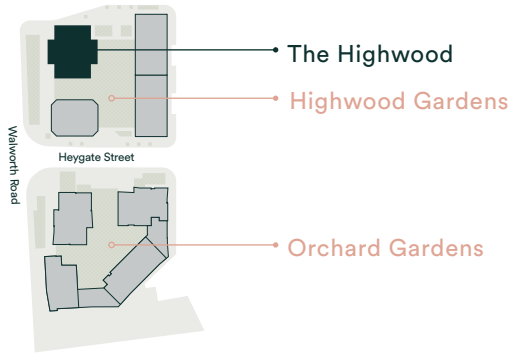 The Highwood
Highwood Gardens
Walworth Road
Heygate Street
Orchard Gardens